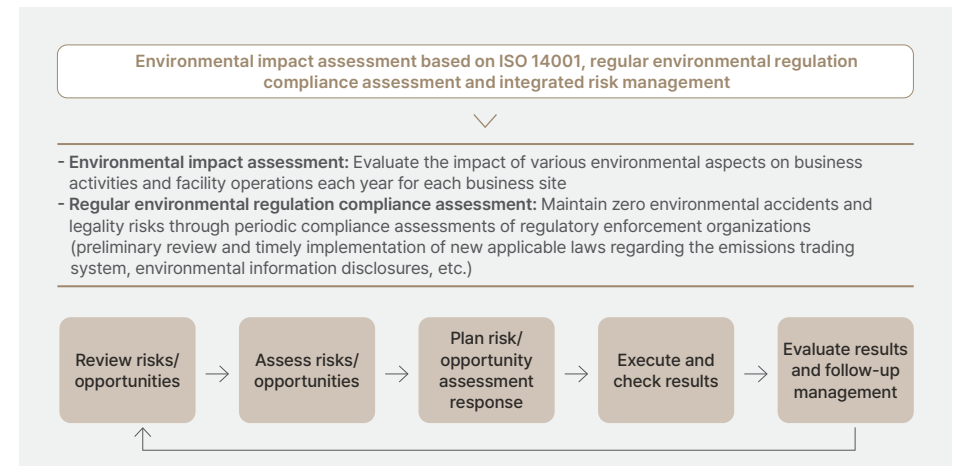 Environmental impact assessment based on ISO 14001, regular environmental regulation
compliance assessment and integrated risk management
- Environmental impact assessment: Evaluate the impact of various environmental aspects on business
activities and facility operations each year for each business site
- Regular environmental regulation compliance assessment: Maintain zero environmental accidents and
legality risks through periodic compliance assessments of regulatory enforcement organizations
(preliminary review and timely implementation of new applicable laws regarding the emissions trading
system, environmental information disclosures, etc.)
Review risks/
opportunities
Assess risks/
opportunities
Plan risk/
opportunity
assessment
response
Execute and
check results
Evaluate results
and follow-up
management